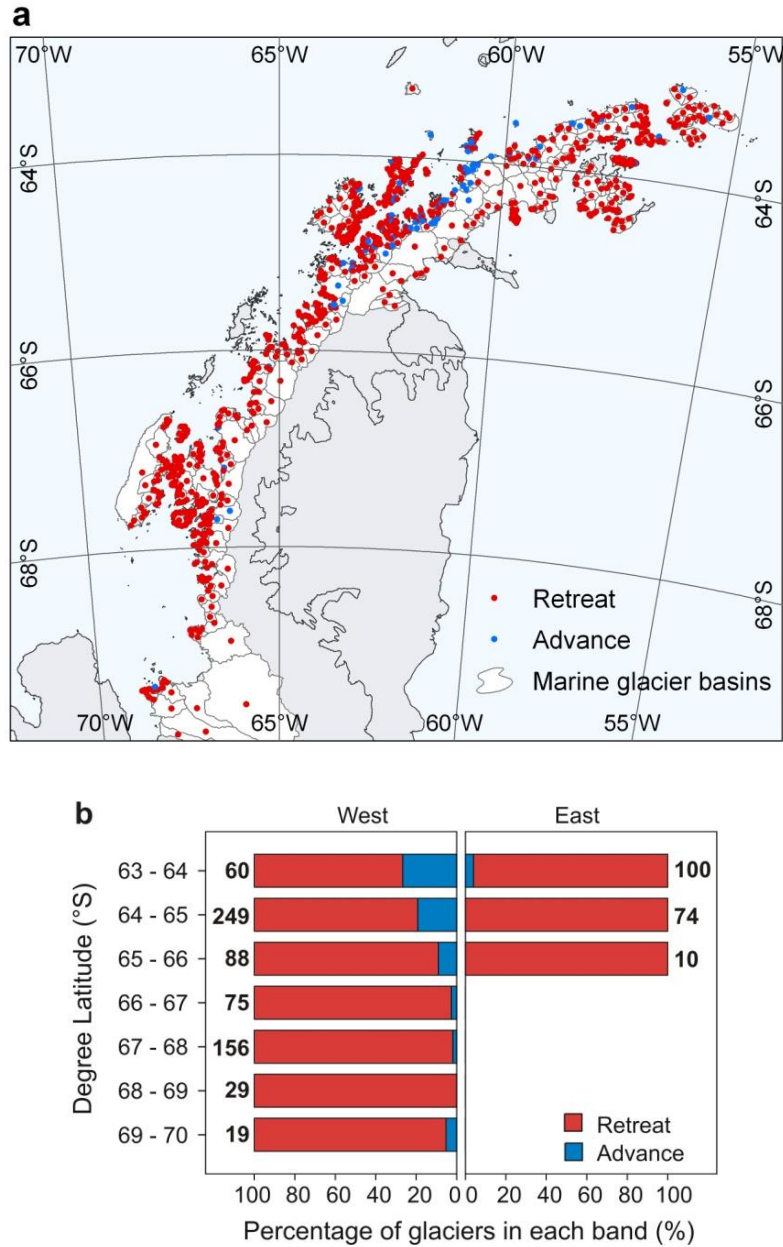 a
70°W 65°W 60°W 55°W
64°S 64°S
66°S 66°S
68°S 68°S
Retreat
Advance
Marine glacier basins
70°W 65°W 60°W 55°W
b
West East
Degree Latitude (°S)
63 - 64 60 100
64 - 65 249 74
65 - 66 88 10
66 - 67 75
67 - 68 156
68 - 69 29
69 - 70 19
Retreat
Advance
100 80 60 40 20 0 0 20 40 60 80 100
Percentage of glaciers in each band (%)